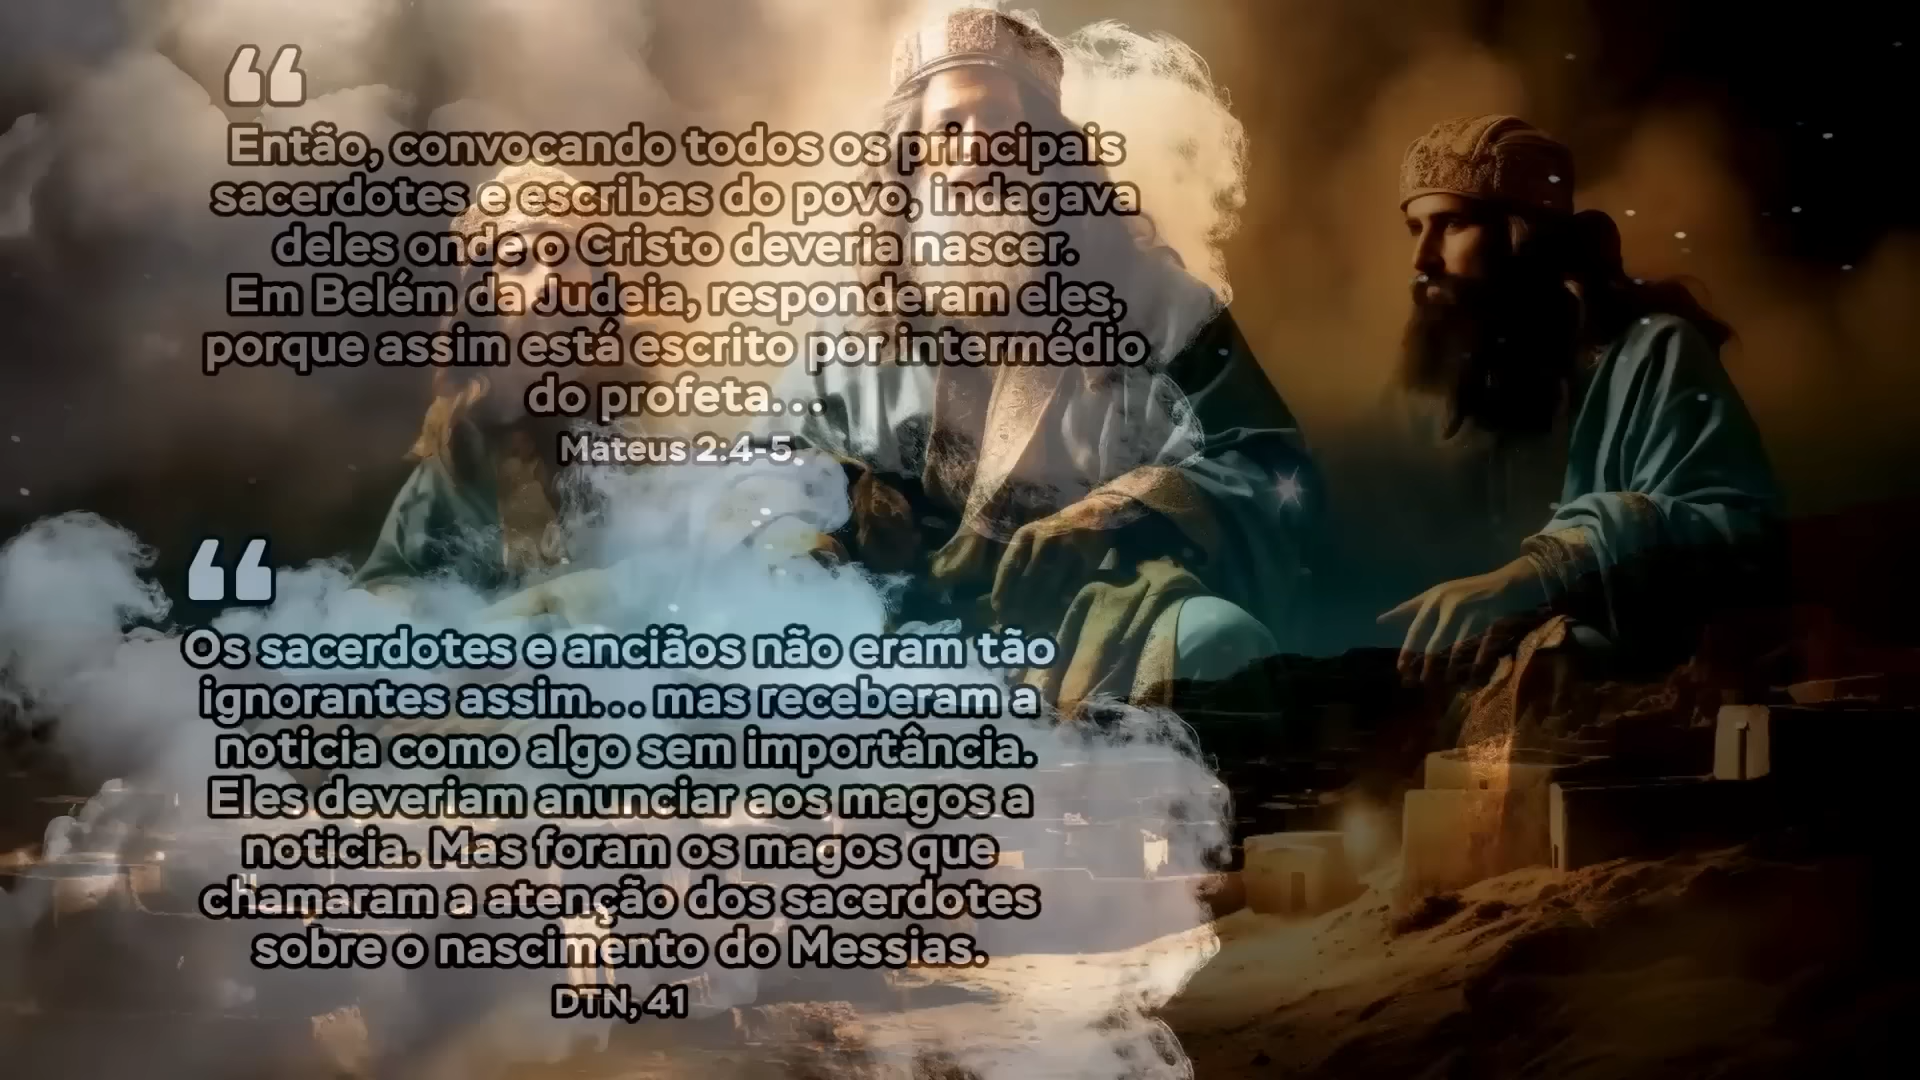 “
Então, convocando todos os principais
sacerdotes e escribas do povo, indagava
deles onde o Cristo deveria nascer.
Em Belém da Judeia, responderam eles,
porque assim está escrito por intermédio
do profeta...
Mateus 2:4-5.
“
Os sacerdotes e anciãos não eram tão
ignorantes assim... mas receberam a
noticia como algo sem importância.
Eles deveriam anunciar aos magos a
noticia. Mas foram os magos que
chamaram a atenção dos sacerdotes
sobre o nascimento do Messias.
DTN, 41